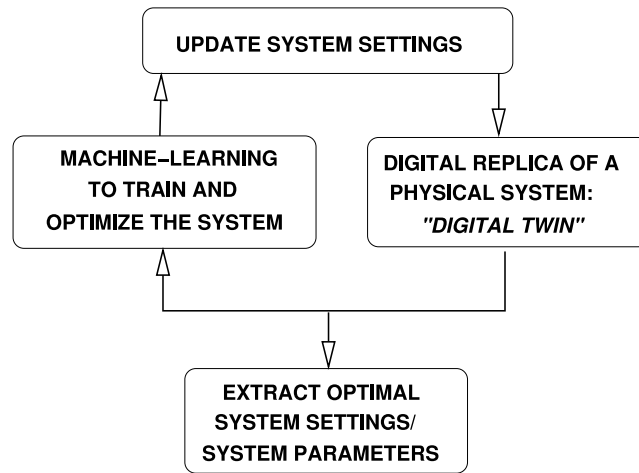 UPDATE SYSTEM SETTINGS
MACHINE–LEARNING
TO TRAIN AND
OPTIMIZE THE SYSTEM
DIGITAL REPLICA OF A
PHYSICAL SYSTEM:
"DIGITAL TWIN"
EXTRACT OPTIMAL
SYSTEM SETTINGS/
SYSTEM PARAMETERS